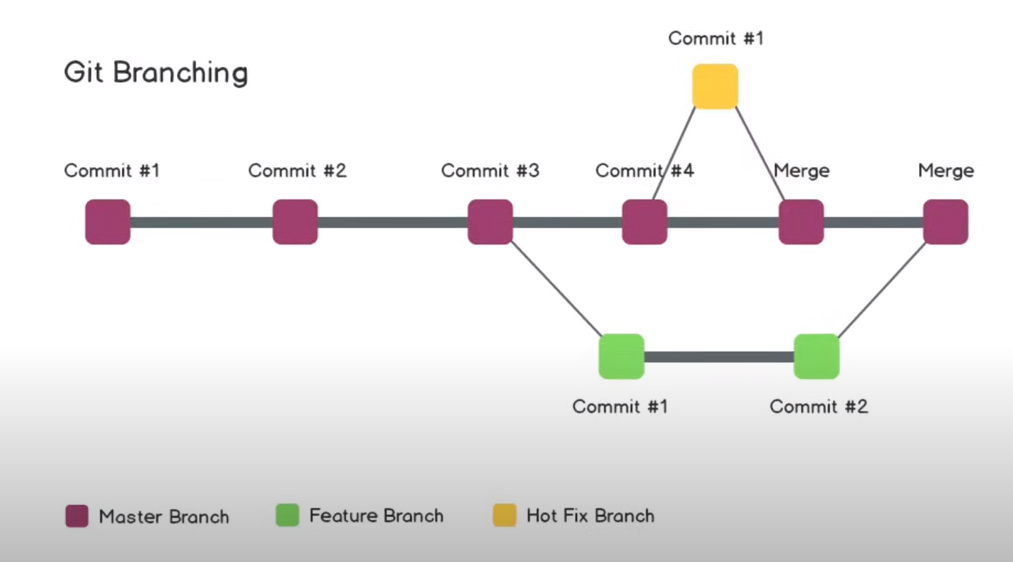 Commit #1
Git Branching
Commit #1
Commit #2
Commit #3
Commit #4
Merge
Merge
Commit #1
Commit #2
Master Branch
Feature Branch
Hot Fix Branch